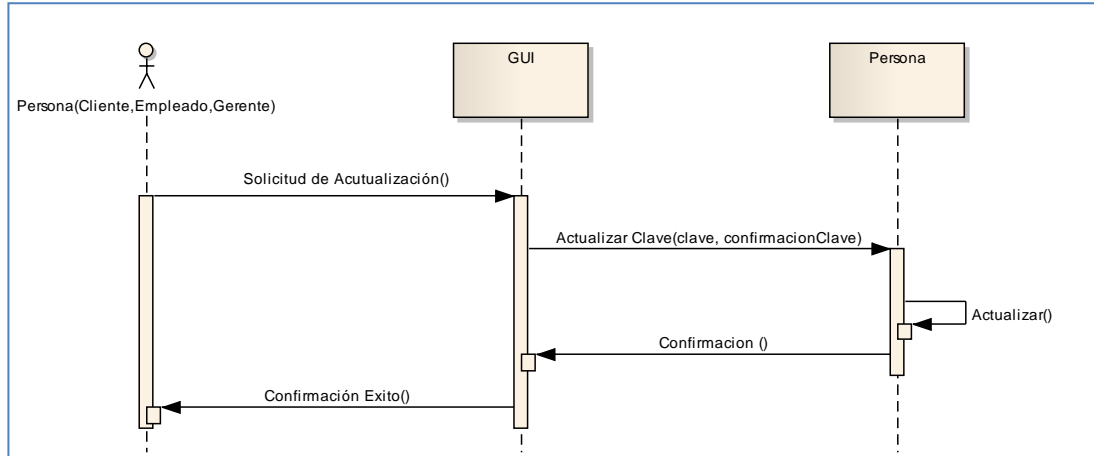 GUI
Persona
Persona(Cliente,Empleado,Gerente)
Solicitud de Acutualización()
Actualizar Clave(clave, confirmacionClave)
Actualizar()
Confirmacion ()
Confirmación Exito()